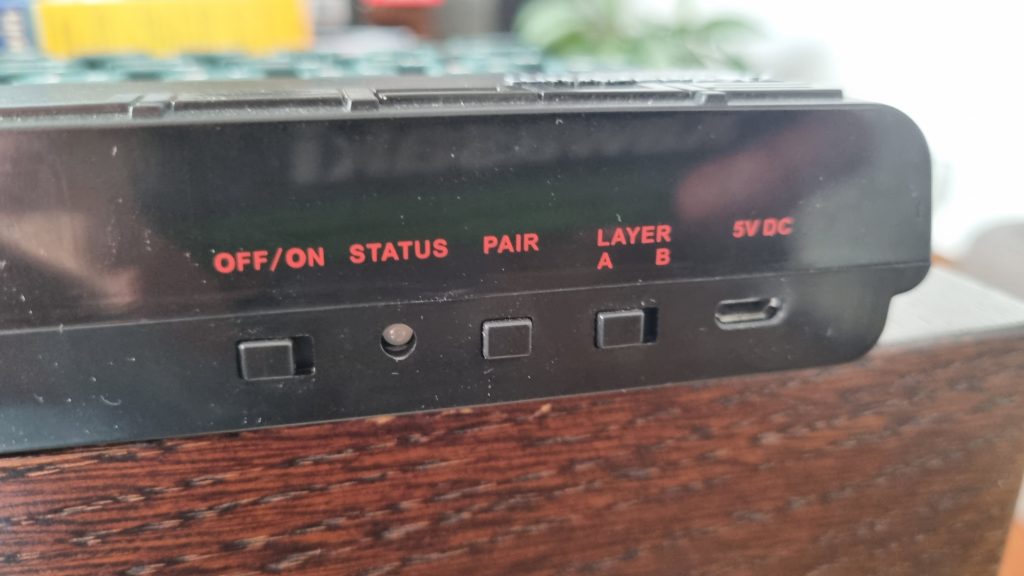 OFF/ON STATUS PAIR LAYER 5V DC
A B